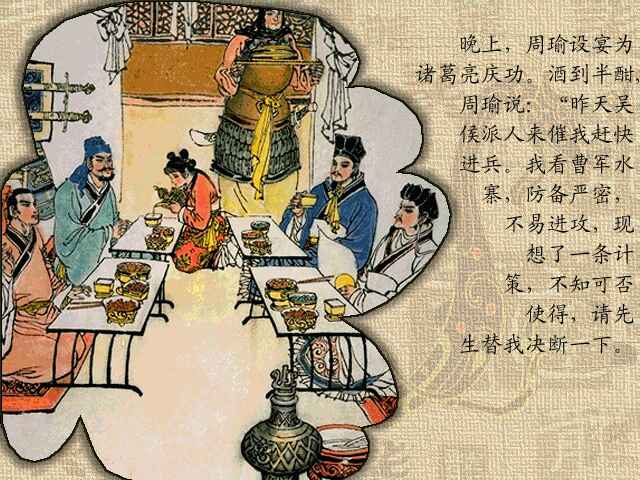 晚上，周瑜设宴为
诸葛亮庆功。酒到半酣，
周瑜说：“昨天吴
侯派人来催我赶快
进兵，我看曹军水
寨，防备严密，
不易进攻，现
想了一条计
策，不知可否
使得，请先
生替我决断一下。